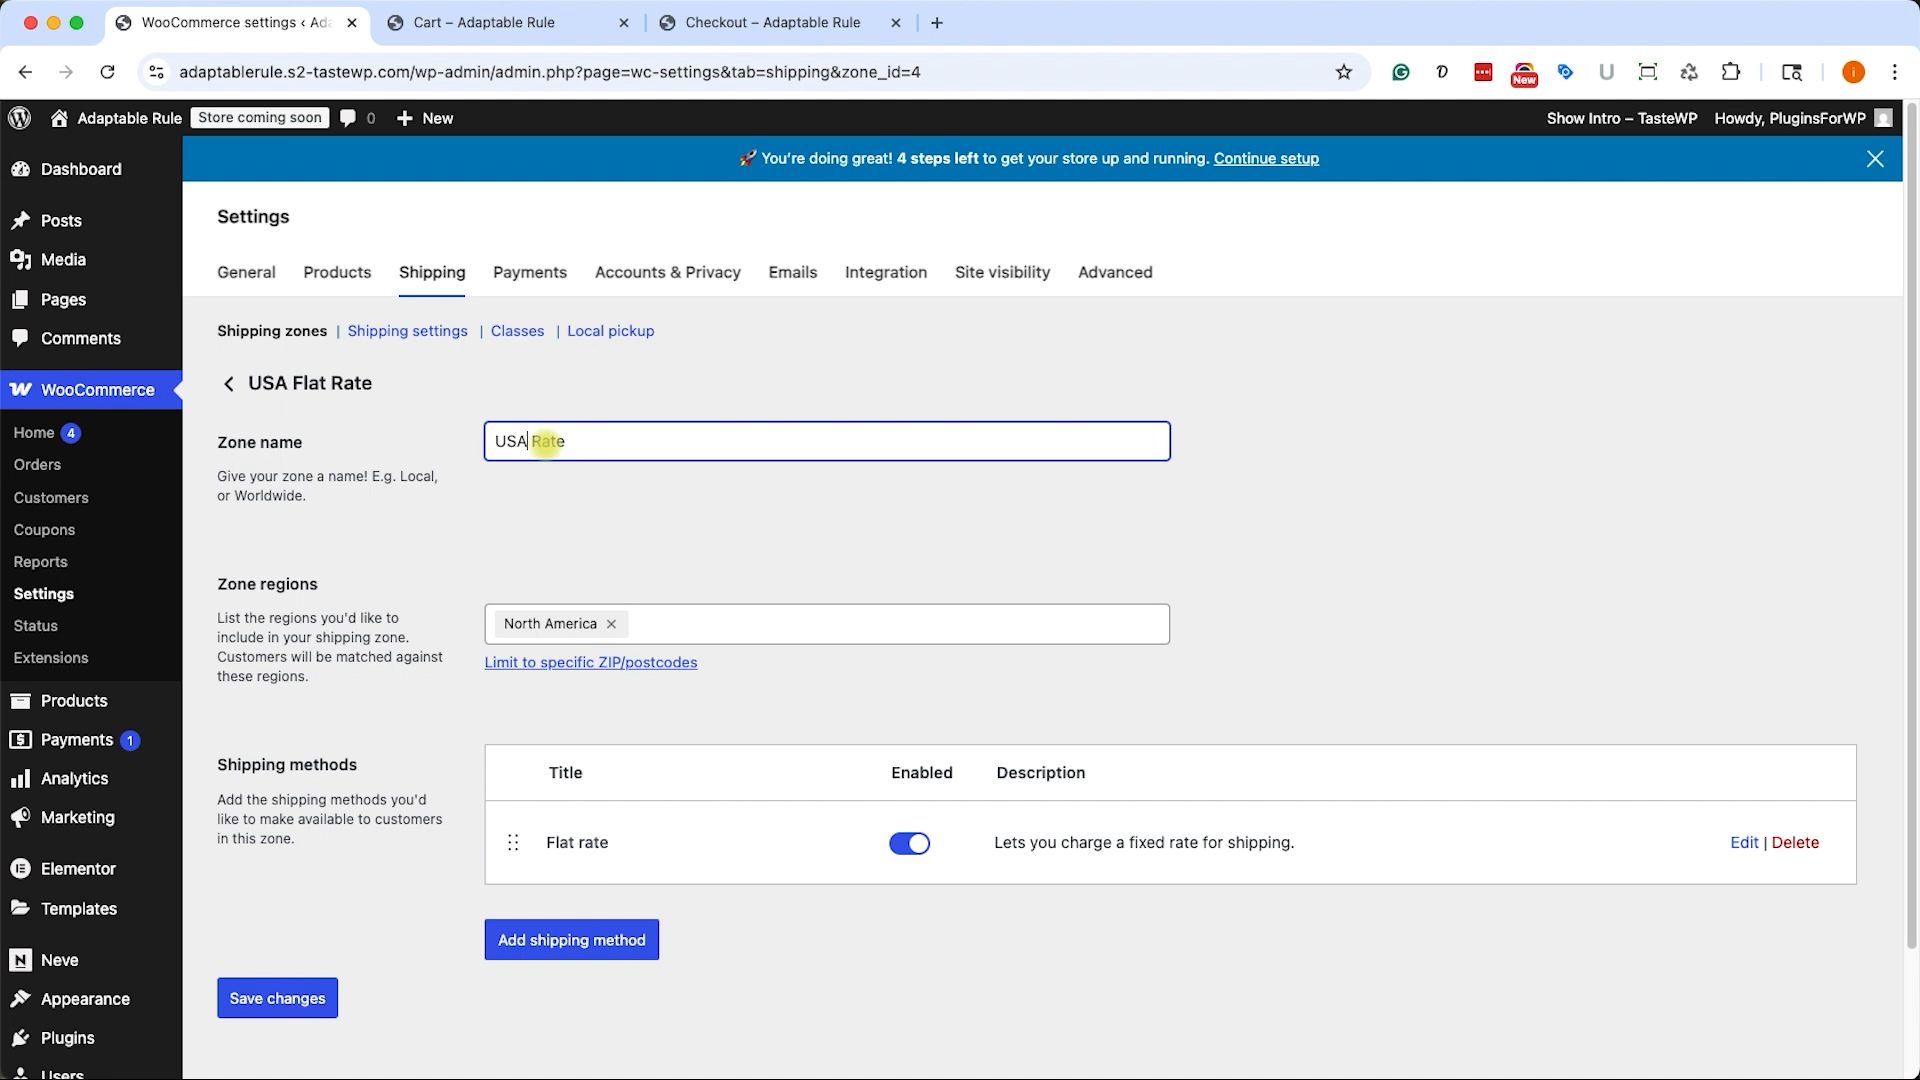 WooCommerce settings ‹ Ada
Cart – Adaptable Rule
Checkout – Adaptable Rule
adaptablerule.s2-tastewp.com/wp-admin/admin.php?page=wc-settings&tab=shipping&zone_id=4
New
Adaptable Rule
Store coming soon
0
New
Show Intro – TasteWP
Howdy, PluginsForWP
🚀 You're doing great! 4 steps left to get your store up and running. Continue setup
Dashboard
Posts
Media
Pages
Comments
WooCommerce
Home 4
Orders
Customers
Coupons
Reports
Settings
Status
Extensions
Products
Payments 1
Analytics
Marketing
Elementor
Templates
Neve
Appearance
Plugins
Users
Settings
General
Products
Shipping
Payments
Accounts & Privacy
Emails
Integration
Site visibility
Advanced
Shipping zones | Shipping settings | Classes | Local pickup
USA Flat Rate
Zone name
Give your zone a name! E.g. Local,
or Worldwide.
USA Rate
Zone regions
List the regions you'd like to
include in your shipping zone.
Customers will be matched against
these regions.
North America
Limit to specific ZIP/postcodes
Shipping methods
Add the shipping methods you'd
like to make available to customers
in this zone.
Title
Enabled
Description
Flat rate
Lets you charge a fixed rate for shipping.
Edit | Delete
Add shipping method
Save changes